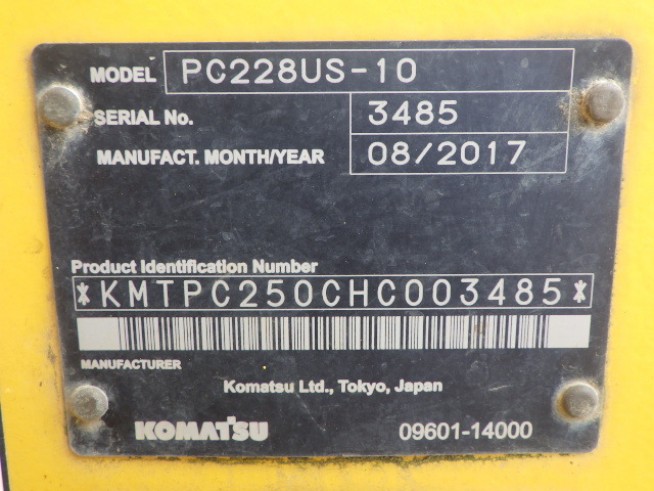 MODEL PC228US-10
SERIAL No. 3485
MANUFACT. MONTH/YEAR 08/2017
Product Identification Number
*KMTPC250CHC003485*
MANUFACTURER
Komatsu Ltd., Tokyo, Japan
KOMATSU 09601-14000